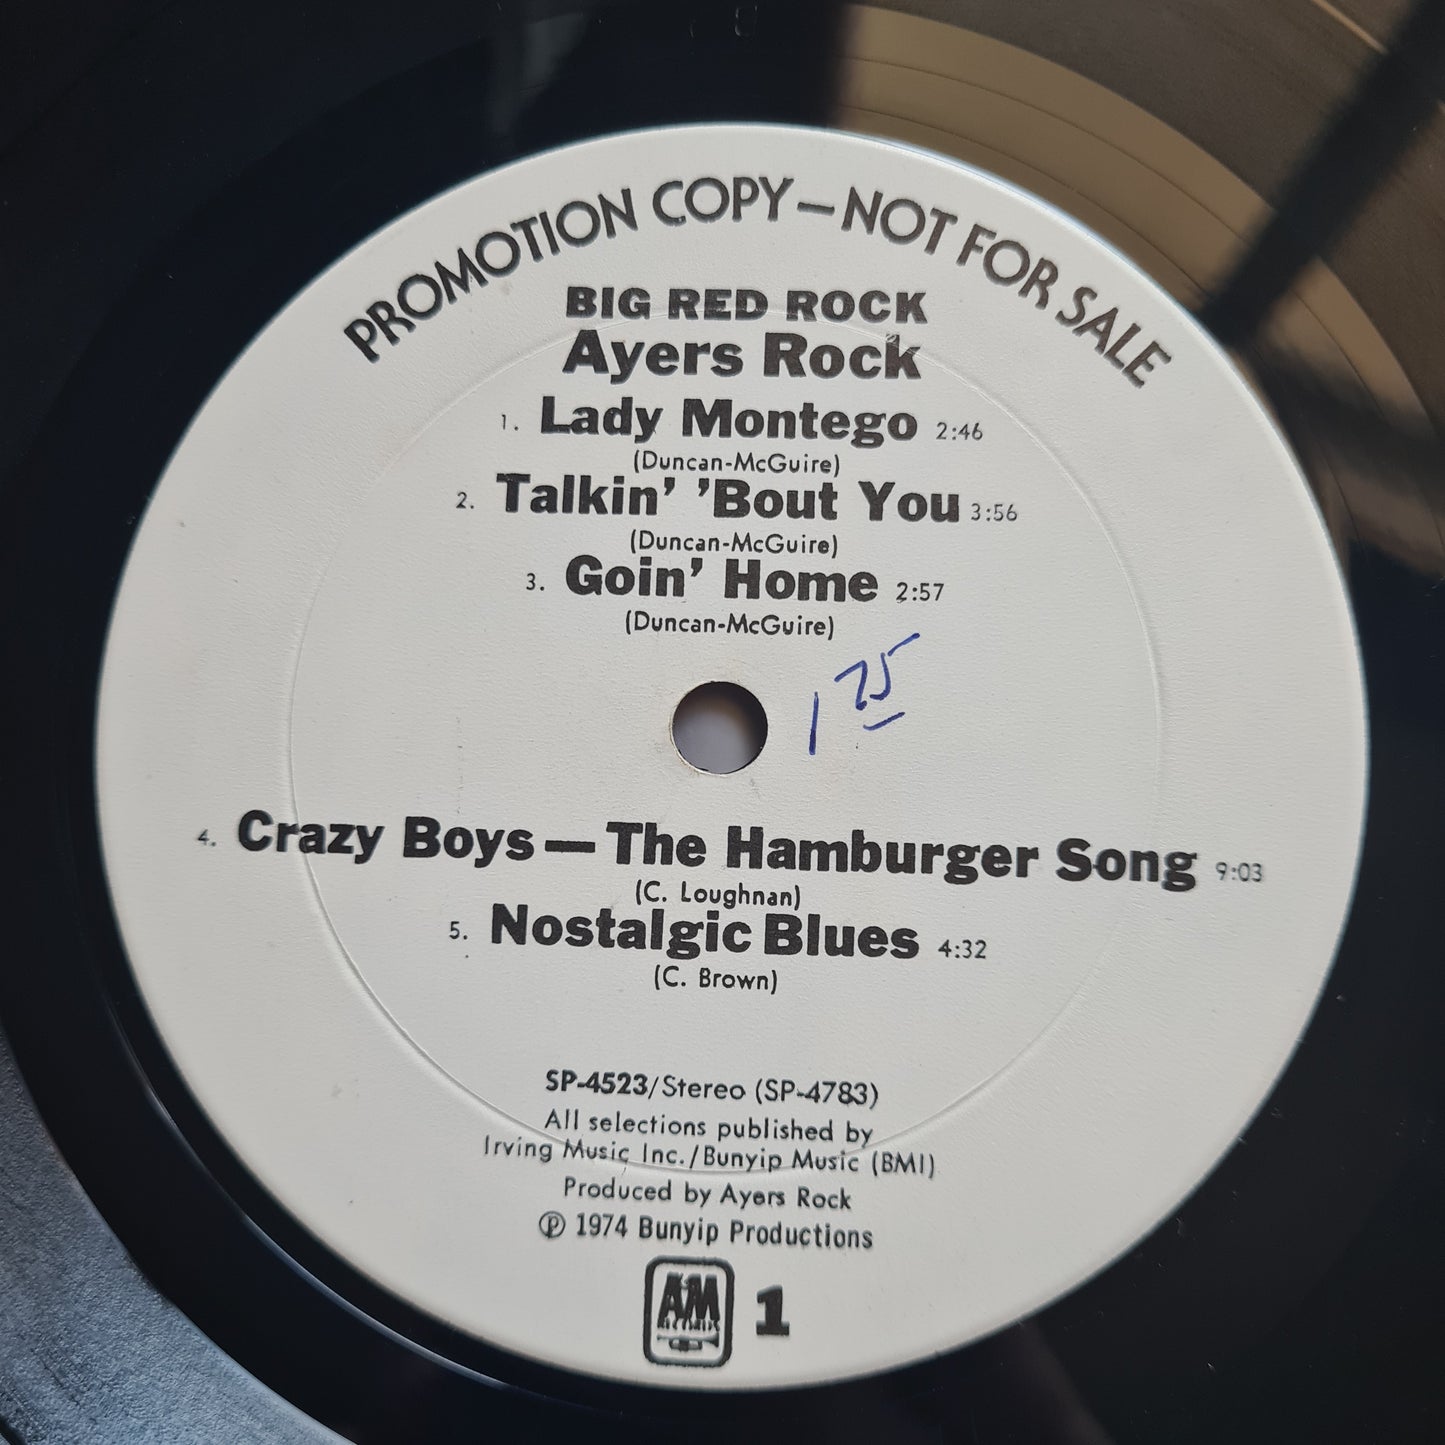 PROMOTION COPY—NOT FOR SALE
BIG RED ROCK
Ayers Rock
1. Lady Montego 2:46
(Duncan-McGuire)
2. Talkin’ ’Bout You 3:56
(Duncan-McGuire)
3. Goin’ Home 2:57
(Duncan-McGuire)
1 75
4. Crazy Boys—The Hamburger Song 9:03
(C. Loughnan)
5. Nostalgic Blues 4:32
(C. Brown)
SP-4523/Stereo (SP-4783)
All selections published by
Irving Music Inc./Bunyip Music (BMI)
Produced by Ayers Rock
℗ 1974 Bunyip Productions
A&M RECORDS 1